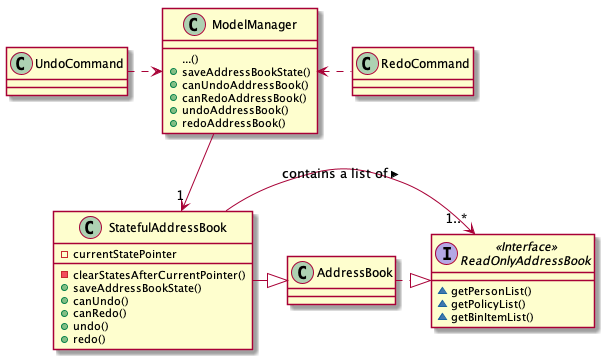 C ModelManager
...()
saveAddressBookState()
canUndoAddressBook()
canRedoAddressBook()
undoAddressBook()
redoAddressBook()
C UndoCommand
C RedoCommand
contains a list of
1
1..*
C StatefulAddressBook
currentStatePointer
clearStatesAfterCurrentPointer()
saveAddressBookState()
canUndo()
canRedo()
undo()
redo()
C AddressBook
I «Interface»
ReadOnlyAddressBook
getPersonList()
getPolicyList()
getBinItemList()